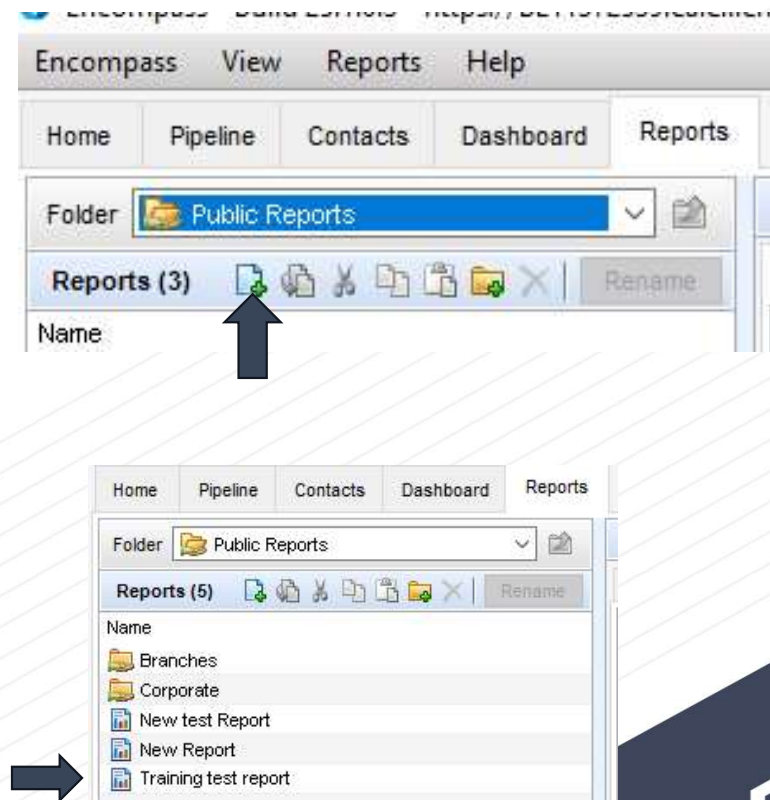 Encompass View Reports Help
Home Pipeline Contacts Dashboard Reports
Folder Public Reports
Reports (3) Rename
Name
Home Pipeline Contacts Dashboard Reports
Folder Public Reports
Reports (5) Rename
Name
Branches
Corporate
New test Report
New Report
Training test report